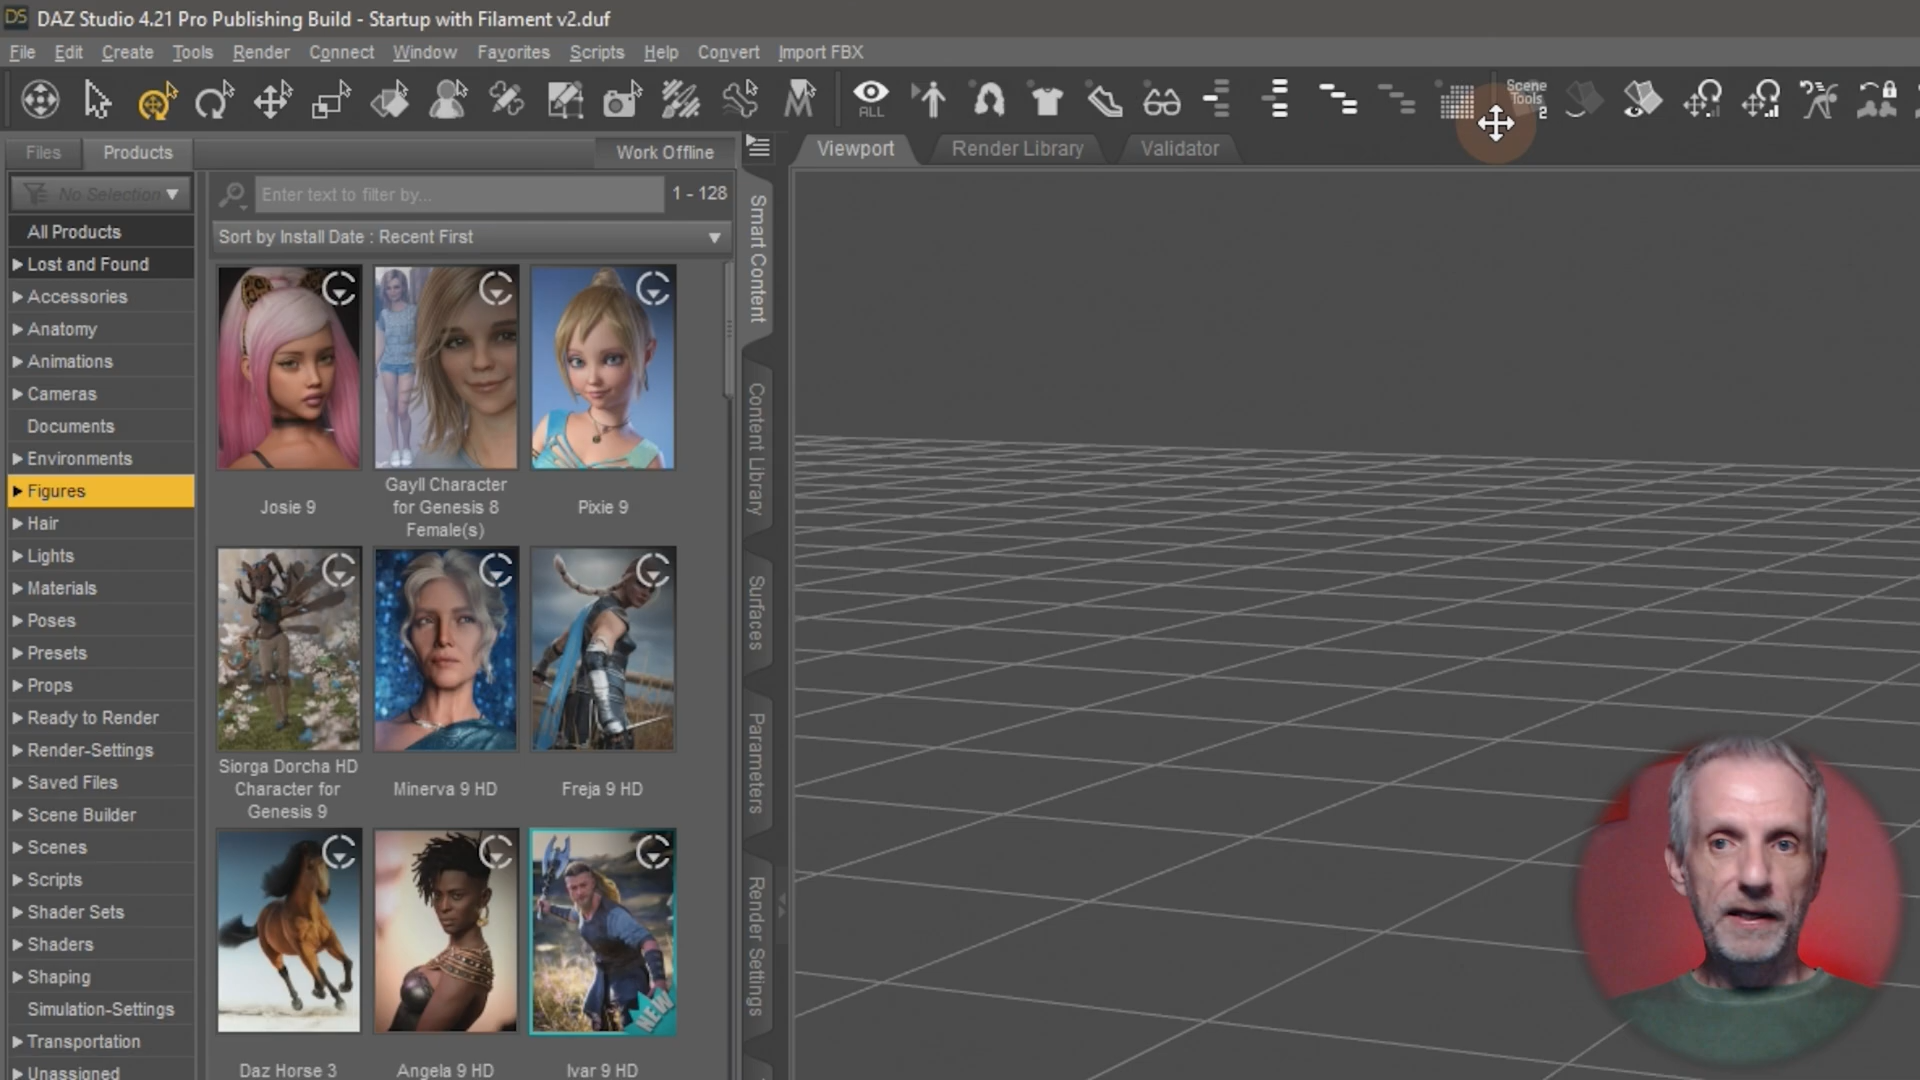 DS DAZ Studio 4.21 Pro Publishing Build - Startup with Filament v2.duf
File Edit Create Tools Render Connect Window Favorites Scripts Help Convert Import FBX
ALL
Scene
Tools
2
Files Products Work Offline
Viewport Render Library Validator
No Selection
Enter text to filter by...
1 - 128
Sort by Install Date : Recent First
All Products
Lost and Found
Accessories
Anatomy
Animations
Cameras
Documents
Environments
Figures
Hair
Lights
Materials
Poses
Presets
Props
Ready to Render
Render-Settings
Saved Files
Scene Builder
Scenes
Scripts
Shader Sets
Shaders
Shaping
Simulation-Settings
Transportation
Unassigned
Josie 9
Gayll Character
for Genesis 8
Female(s)
Pixie 9
Siorga Dorcha HD
Character for
Genesis 9
Minerva 9 HD
Freja 9 HD
NEW
Daz Horse 3
Angela 9 HD
Ivar 9 HD
Smart Content
Content Library
Surfaces
Parameters
Render Settings